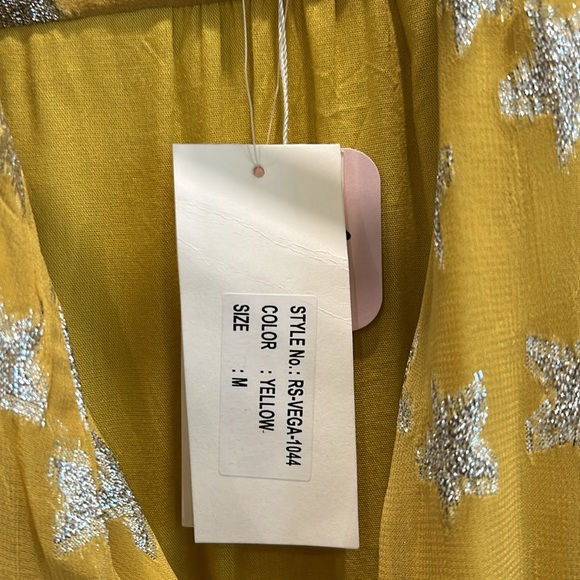 STYLE No.: RS-VEGA-1044
COLOR : YELLOW
SIZE : M